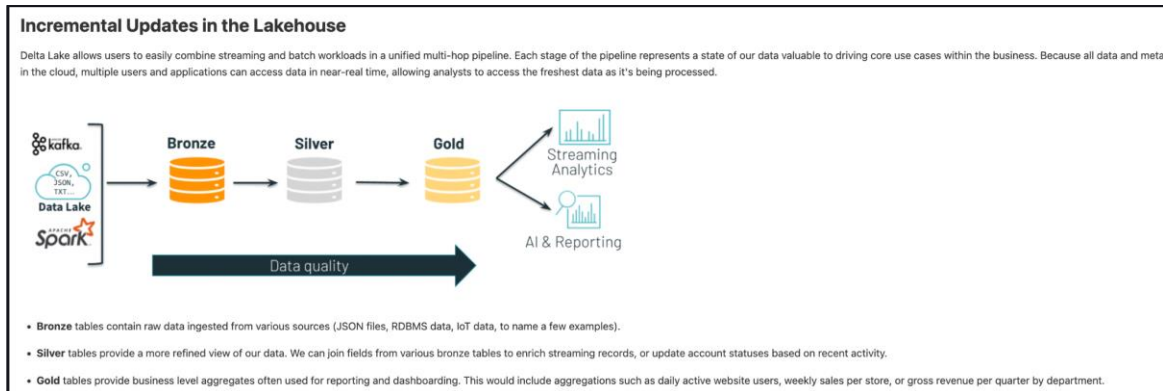 Incremental Updates in the Lakehouse
Delta Lake allows users to easily combine streaming and batch workloads in a unified multi-hop pipeline. Each stage of the pipeline represents a state of our data valuable to driving core use cases within the business. Because all data and meta
in the cloud, multiple users and applications can access data in near-real time, allowing analysts to access the freshest data as it's being processed.
kafka
CSV,
JSON,
TXT...
Data Lake
APACHE
Spark
Bronze
Silver
Gold
Streaming
Analytics
AI & Reporting
Data quality
• Bronze tables contain raw data ingested from various sources (JSON files, RDBMS data, IoT data, to name a few examples).
• Silver tables provide a more refined view of our data. We can join fields from various bronze tables to enrich streaming records, or update account statuses based on recent activity.
• Gold tables provide business level aggregates often used for reporting and dashboarding. This would include aggregations such as daily active website users, weekly sales per store, or gross revenue per quarter by department.